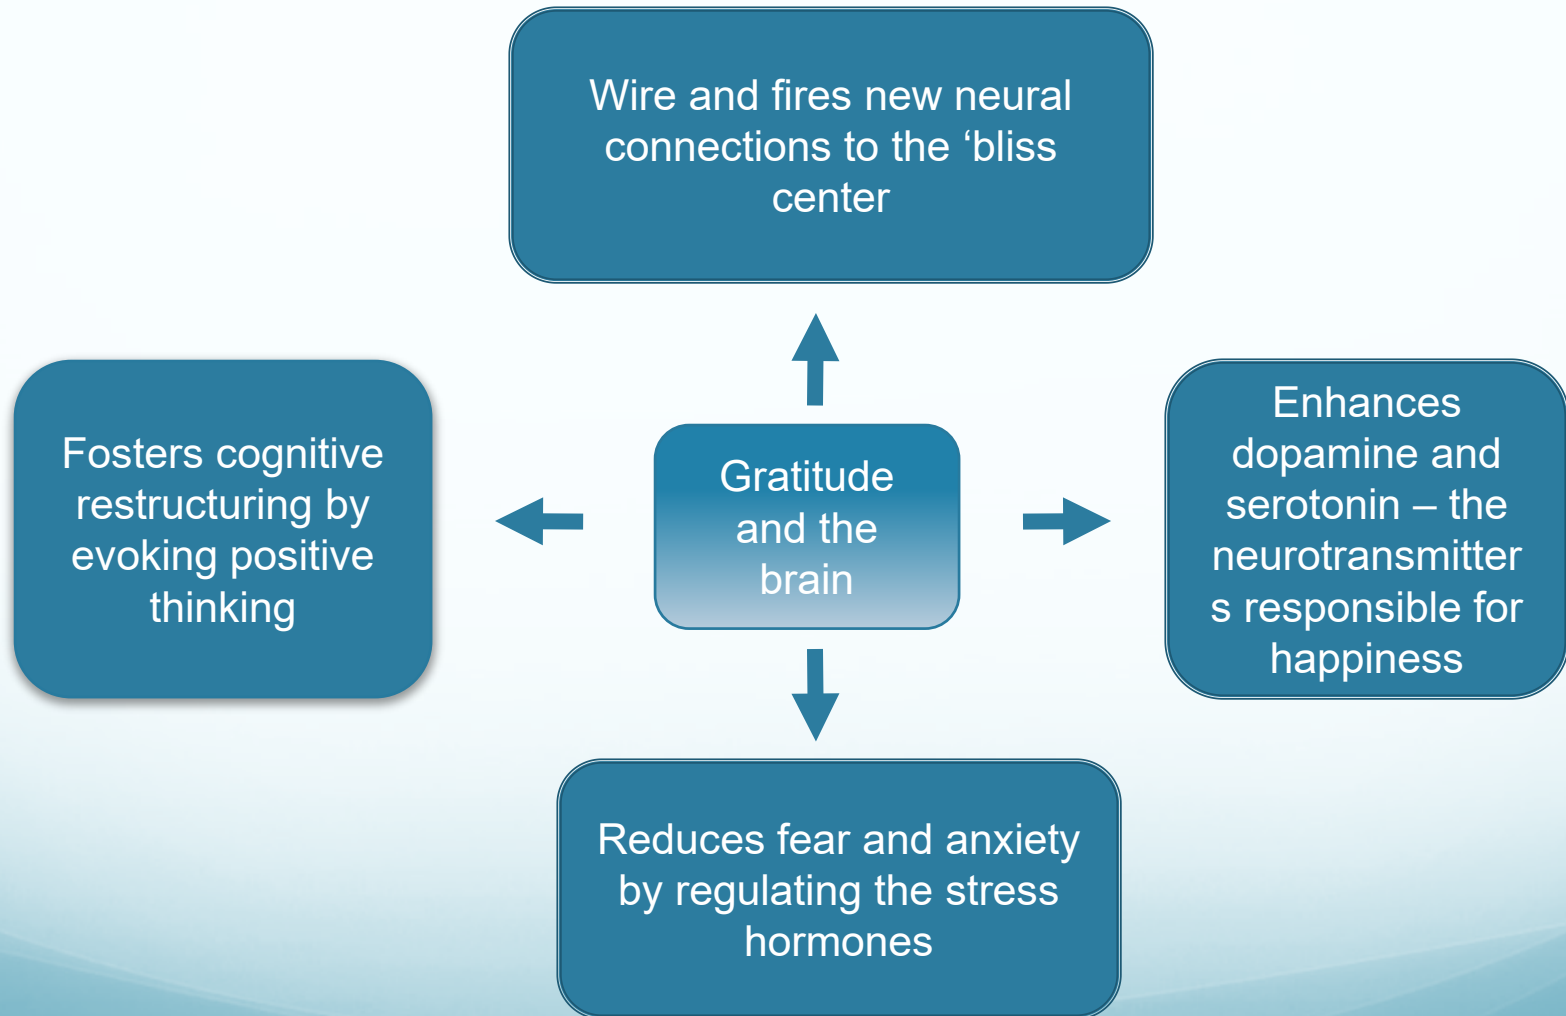 Wire and fires new neural
connections to the ‘bliss
center
Fosters cognitive
restructuring by
evoking positive
thinking
Gratitude
and the
brain
Enhances
dopamine and
serotonin – the
neurotransmitter
s responsible for
happiness
Reduces fear and anxiety
by regulating the stress
hormones